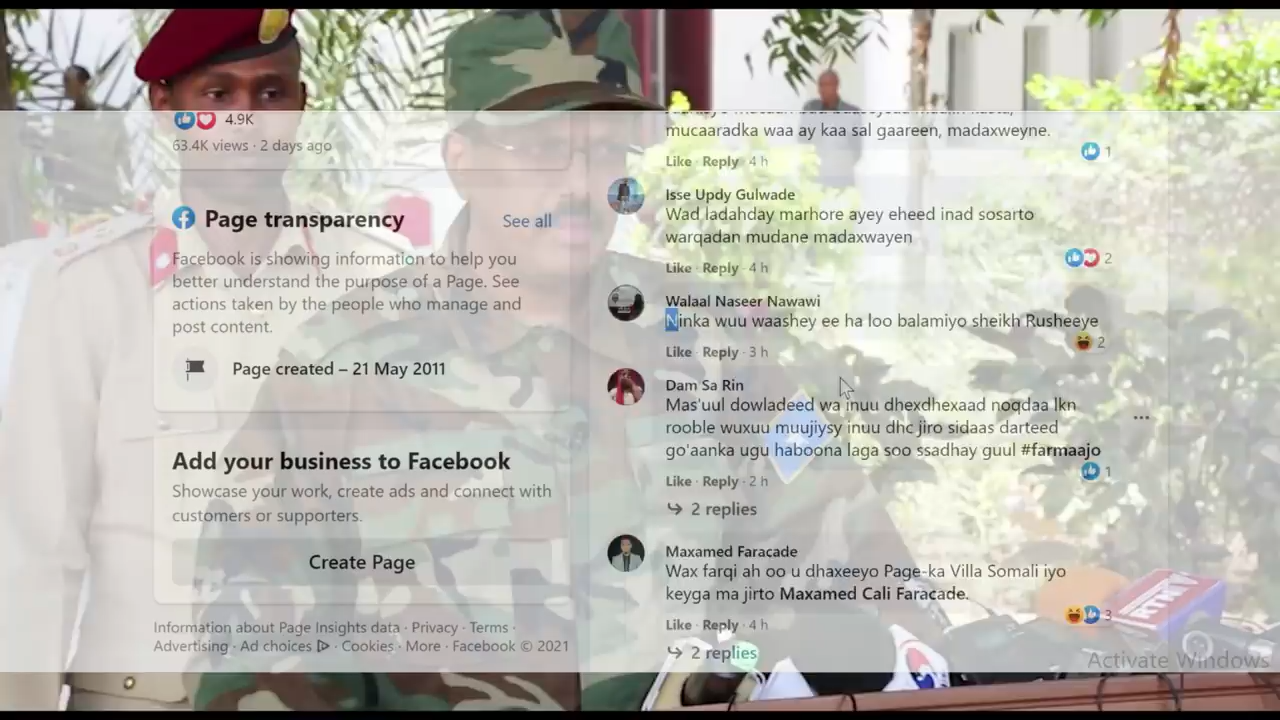 4.9K
63.4K views · 2 days ago
Page transparency
See all
Facebook is showing information to help you
better understand the purpose of a Page. See
actions taken by the people who manage and
post content.
Page created – 21 May 2011
Add your business to Facebook
Showcase your work, create ads and connect with
customers or supporters.
Create Page
Information about Page Insights data · Privacy · Terms ·
Advertising · Ad choices · Cookies · More · Facebook © 2021
mucaaradka waa ay kaa sal gaareen, madaxweyne.
1
Like · Reply · 4 h
Isse Updy Gulwade
Wad ladahday marhore ayey eheed inad sosarto
warqadan mudane madaxwayen
2
Like · Reply · 4 h
Walaal Naseer Nawawi
Ninka wuu waashey ee ha loo balamiyo sheikh Rusheeye
2
Like · Reply · 3 h
Dam Sa Rin
Mas'uul dowladeed wa inuu dhexdhexaad noqdaa lkn
rooble wuxuu muujiysy inuu dhc jiro sidaas darteed
go'aanka ugu haboona laga soo ssadhay guul #farmaajo
1
Like · Reply · 2 h
2 replies
Maxamed Faracade
Wax farqi ah oo u dhaxeeyo Page-ka Villa Somali iyo
keyga ma jirto Maxamed Cali Faracade.
3
Like · Reply · 4 h
2 replies
RTNTV
Activate Windows